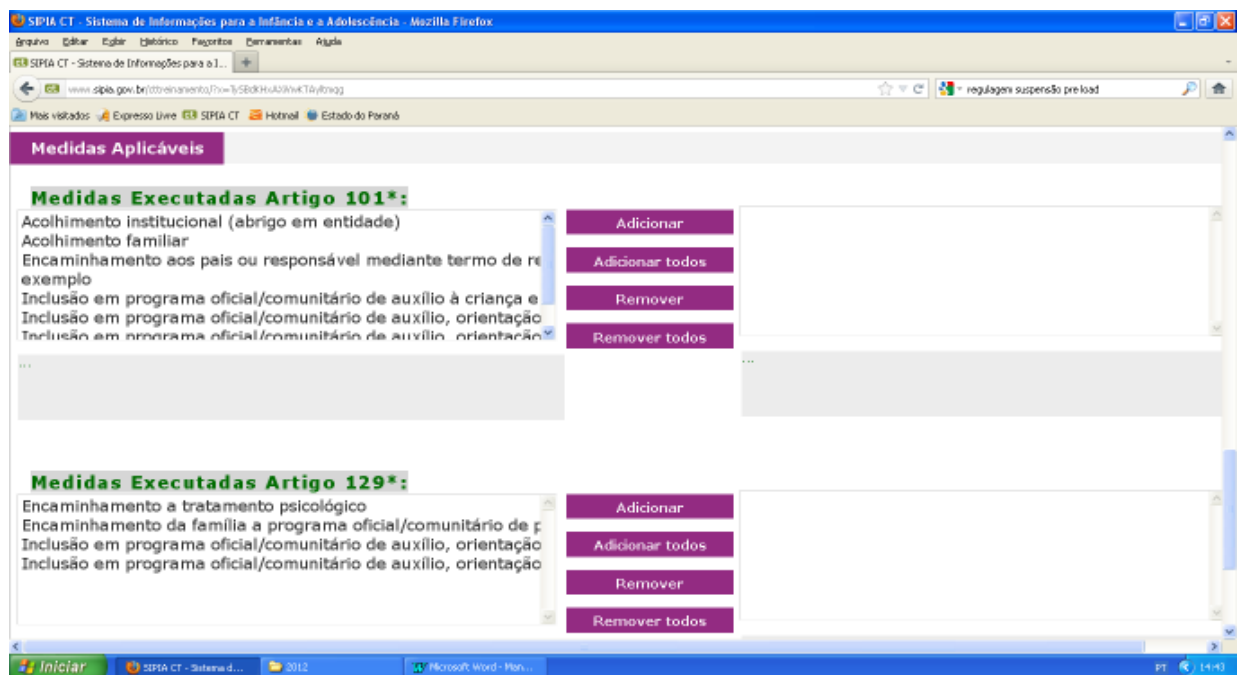 SIPIA CT - Sistema de Informações para a Infância e a Adolescência - Mozilla Firefox
Arquivo Editar Exibir Histórico Favoritos Ferramentas Ajuda
SIPIA CT - Sistema de Informações para a I... +
www.sipia.gov.br/cttreinamento/
regulagem suspensão pre load
Mais visitados Expresso Livre SIPIA CT Hotmail Estado do Paraná
Medidas Aplicáveis
Medidas Executadas Artigo 101*:
Acolhimento institucional (abrigo em entidade)
Acolhimento familiar
Encaminhamento aos pais ou responsável mediante termo de re
exemplo
Inclusão em programa oficial/comunitário de auxílio à criança e
Inclusão em programa oficial/comunitário de auxílio, orientação
Inclusão em programa oficial/comunitário de auxílio, orientação
Adicionar
Adicionar todos
Remover
Remover todos
...
...
Medidas Executadas Artigo 129*:
Encaminhamento a tratamento psicológico
Encaminhamento da família a programa oficial/comunitário de p
Inclusão em programa oficial/comunitário de auxílio, orientação
Inclusão em programa oficial/comunitário de auxílio, orientação
Adicionar
Adicionar todos
Remover
Remover todos
Iniciar SIPIA CT - Sistema d... 2012 Microsoft Word - Man... PT 14:43